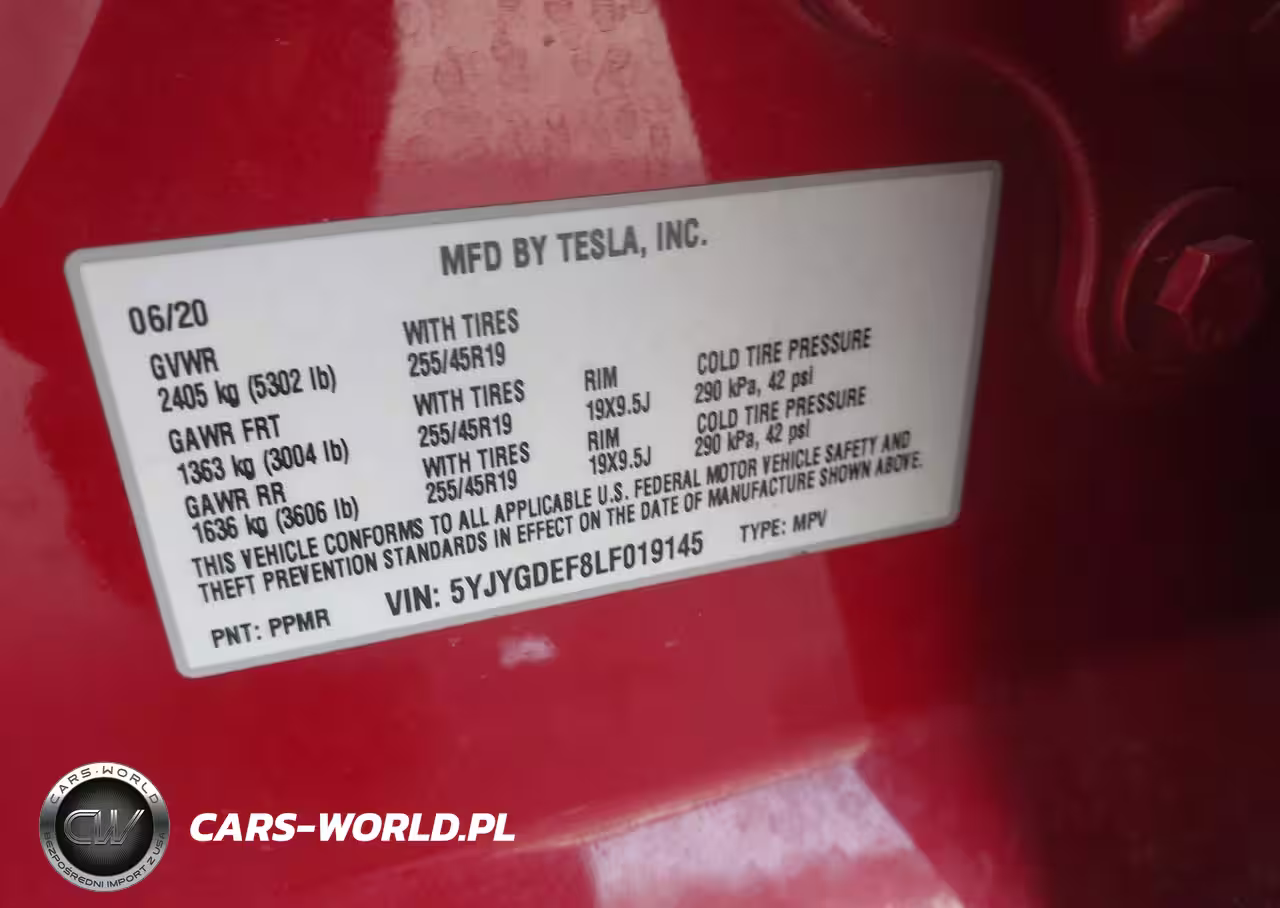 MFD BY TESLA, INC.
06/20
GVWR WITH TIRES
2405 kg (5302 lb) 255/45R19
GAWR FRT WITH TIRES RIM COLD TIRE PRESSURE
1363 kg (3004 lb) 255/45R19 19X9.5J 290 kPa, 42 psi
GAWR RR WITH TIRES RIM COLD TIRE PRESSURE
1636 kg (3606 lb) 255/45R19 19X9.5J 290 kPa, 42 psi
THIS VEHICLE CONFORMS TO ALL APPLICABLE U.S. FEDERAL MOTOR VEHICLE SAFETY AND
THEFT PREVENTION STANDARDS IN EFFECT ON THE DATE OF MANUFACTURE SHOWN ABOVE.
PNT: PPMR VIN: 5YJYGDEF8LF019145 TYPE: MPV
CARS-WORLD
CW
BEZPOŚREDNI IMPORT Z USA
CARS-WORLD.PL